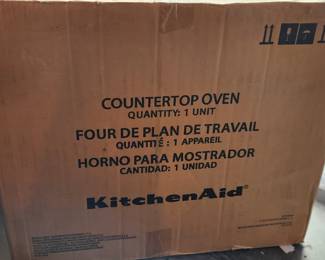 COUNTERTOP OVEN
QUANTITY: 1 UNIT
FOUR DE PLAN DE TRAVAIL
QUANTITÉ : 1 APPAREIL
HORNO PARA MOSTRADOR
CANTIDAD: 1 UNIDAD
KitchenAid®